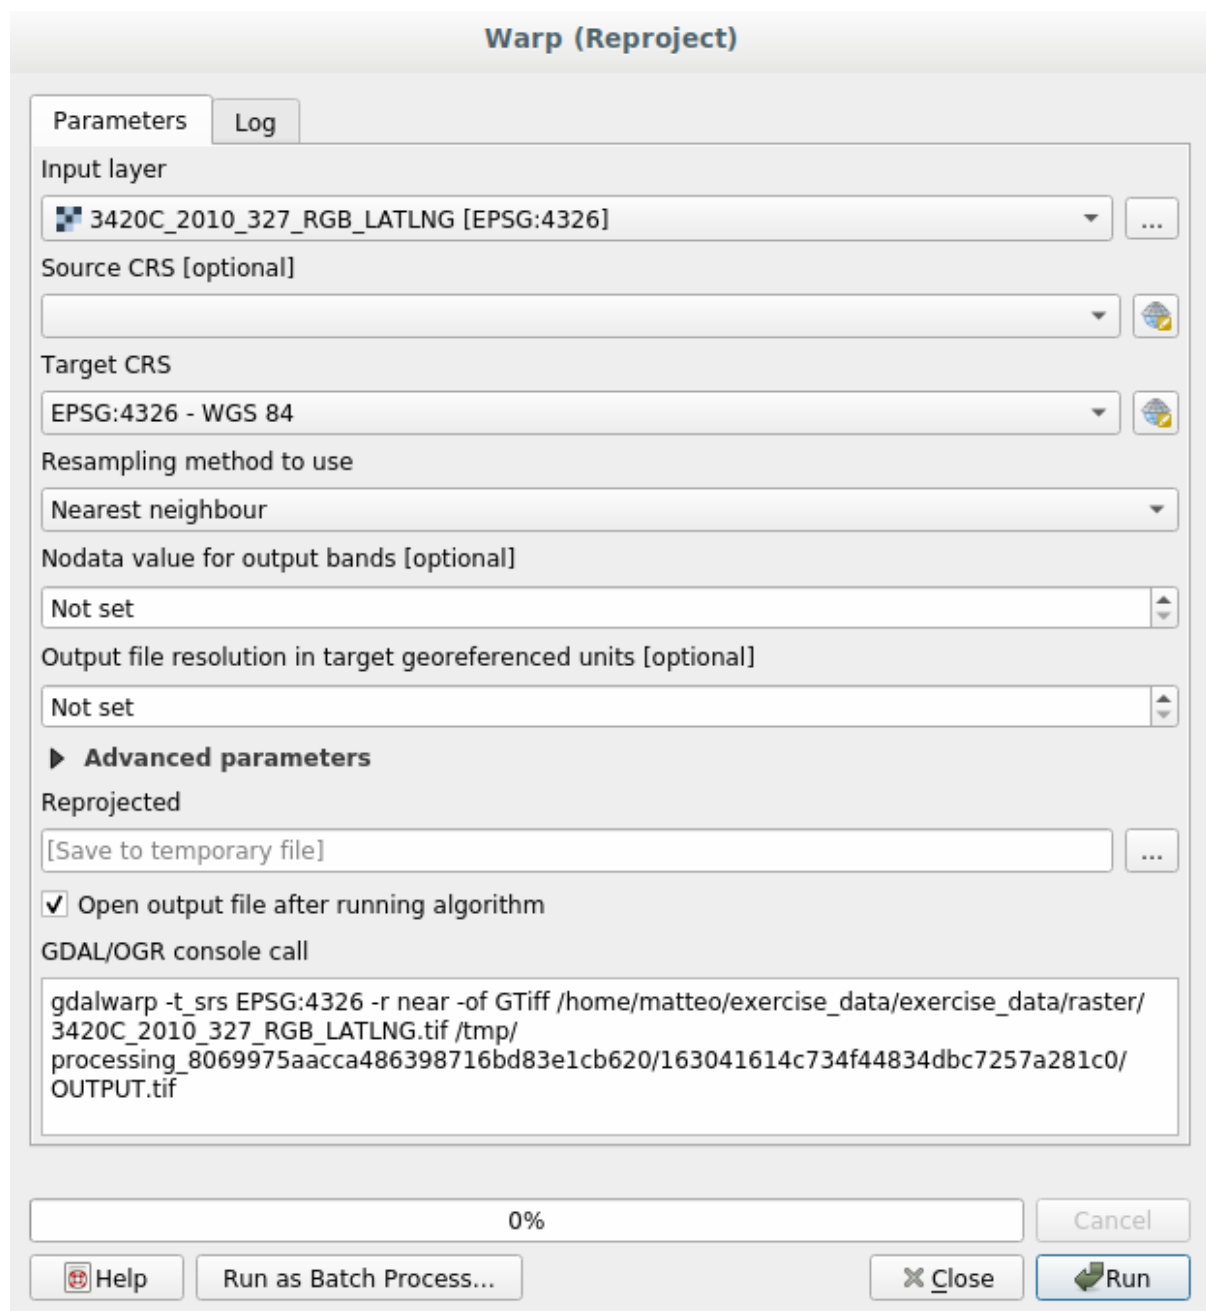 Warp (Reproject)
Parameters
Log
Input layer
3420C_2010_327_RGB_LATLNG [EPSG:4326]
...
Source CRS [optional]
Target CRS
EPSG:4326 - WGS 84
Resampling method to use
Nearest neighbour
Nodata value for output bands [optional]
Not set
Output file resolution in target georeferenced units [optional]
Not set
Advanced parameters
Reprojected
[Save to temporary file]
...
Open output file after running algorithm
GDAL/OGR console call
gdalwarp -t_srs EPSG:4326 -r near -of GTiff /home/matteo/exercise_data/exercise_data/raster/
3420C_2010_327_RGB_LATLNG.tif /tmp/
processing_8069975aacca486398716bd83e1cb620/163041614c734f44834dbc7257a281c0/
OUTPUT.tif
0%
Cancel
Help
Run as Batch Process...
Close
Run